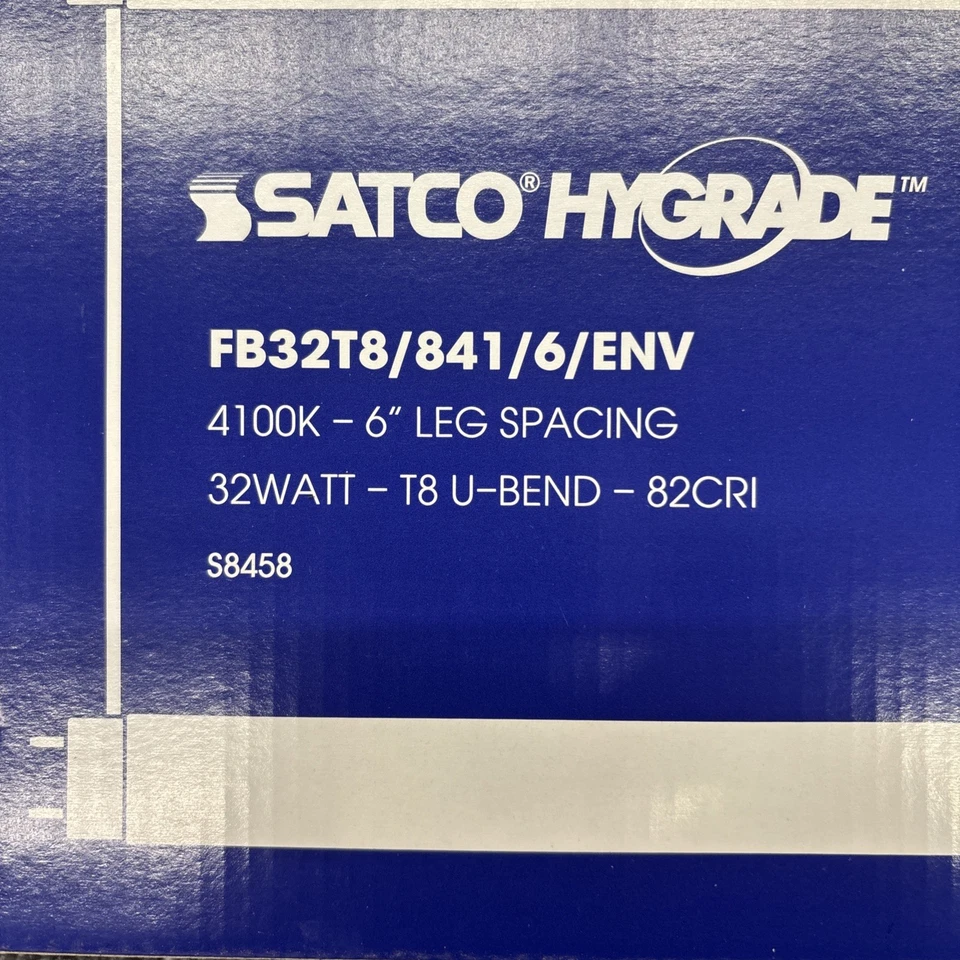 SATCO® HYGRADE™
FB32T8/841/6/ENV
4100K – 6” LEG SPACING
32WATT – T8 U–BEND – 82CRI
S8458